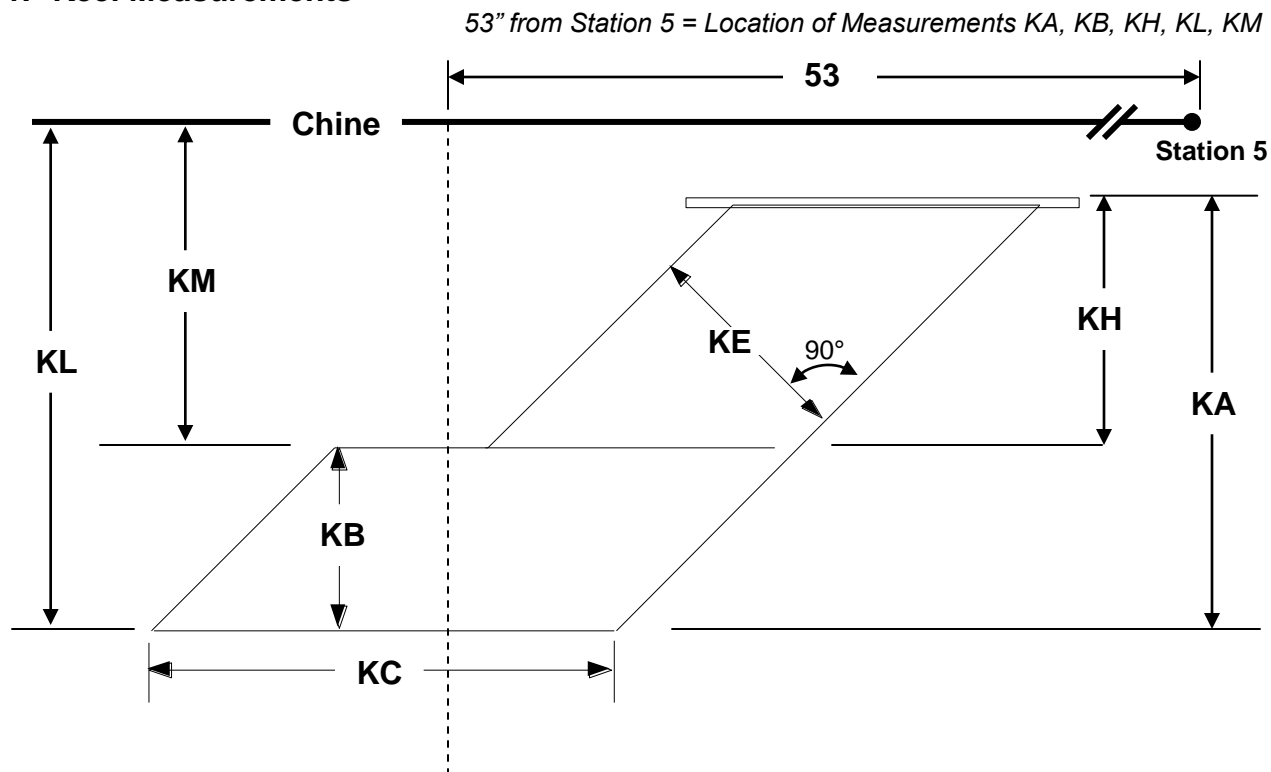 53” from Station 5 = Location of Measurements KA, KB, KH, KL, KM
53
Chine
Station 5
KM
KH
KL
KE
90°
KA
KB
KC